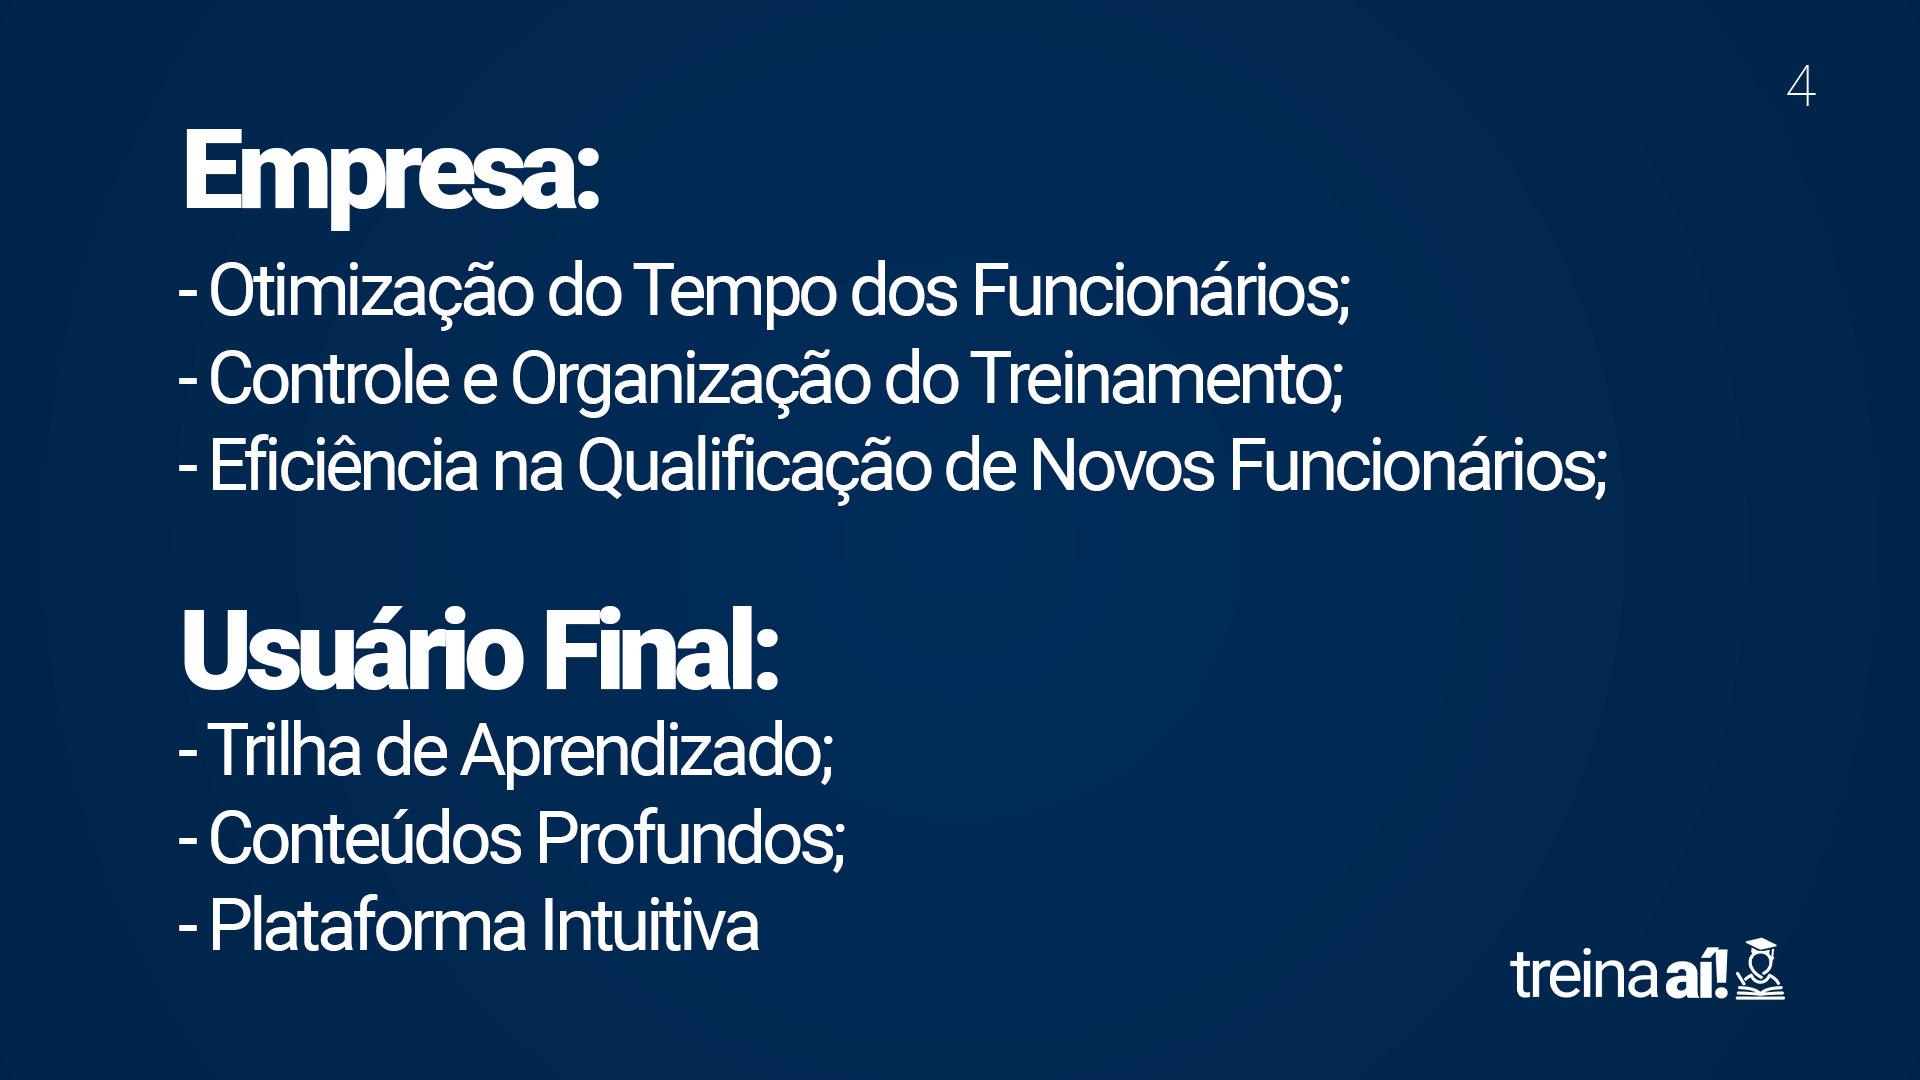 4
Empresa:
- Otimização do Tempo dos Funcionários;
- Controle e Organização do Treinamento;
- Eficiência na Qualificação de Novos Funcionários;
Usuário Final:
- Trilha de Aprendizado;
- Conteúdos Profundos;
- Plataforma Intuitiva
treina aí!